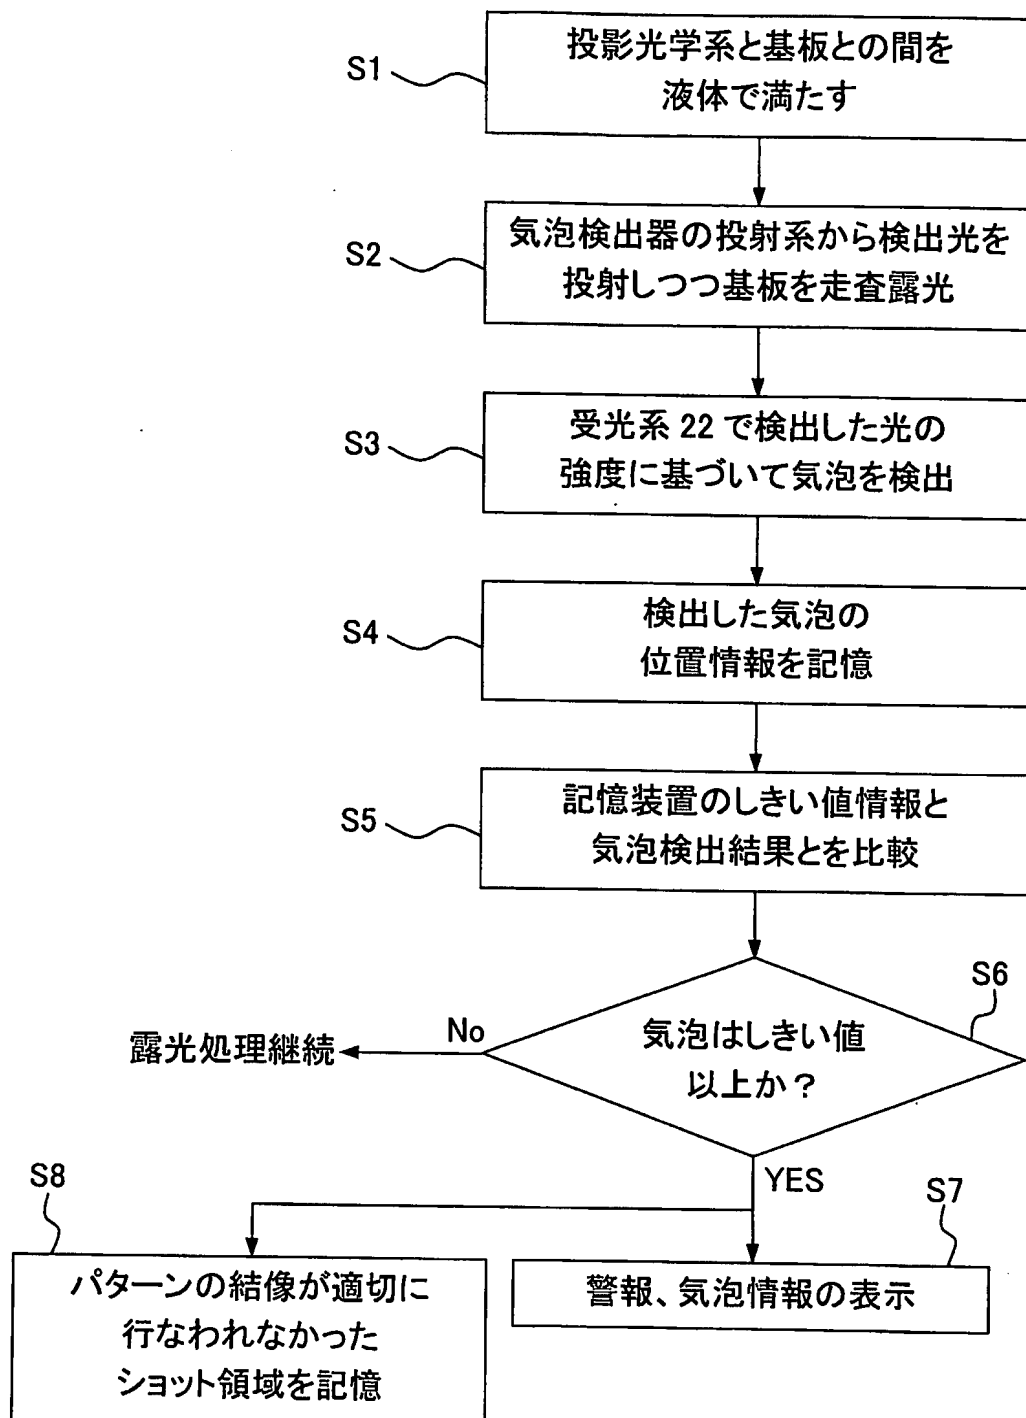 S1
投影光学系と基板との間を
液体で満たす
S2
気泡検出器の投射系から検出光を
投射しつつ基板を走査露光
S3
受光系 22 で検出した光の
強度に基づいて気泡を検出
S4
検出した気泡の
位置情報を記憶
S5
記憶装置のしきい値情報と
気泡検出結果とを比較
S6
気泡はしきい値
以上か？
No
露光処理継続
YES
S8
パターンの結像が適切に
行なわれなかった
ショット領域を記憶
S7
警報、気泡情報の表示